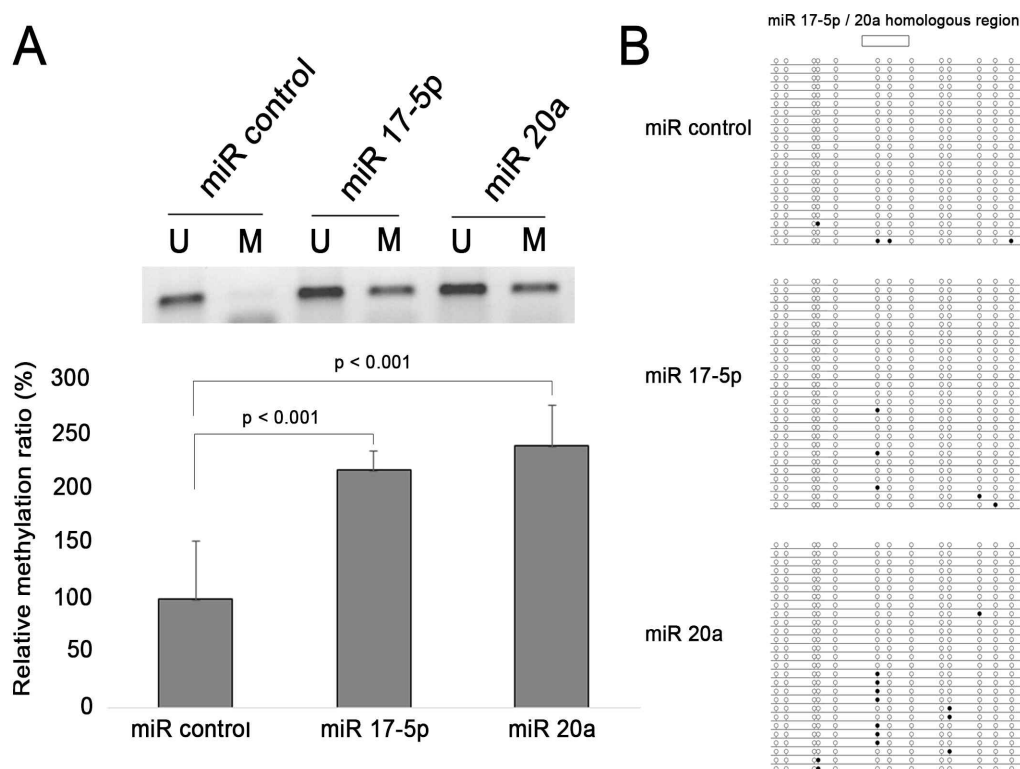 A
miR control
miR 17-5p
miR 20a
U M U M U M
Relative methylation ratio (%)
300
250
200
150
100
50
0
p < 0.001
p < 0.001
miR control
miR 17-5p
miR 20a
B
miR 17-5p / 20a homologous region
miR control
miR 17-5p
miR 20a